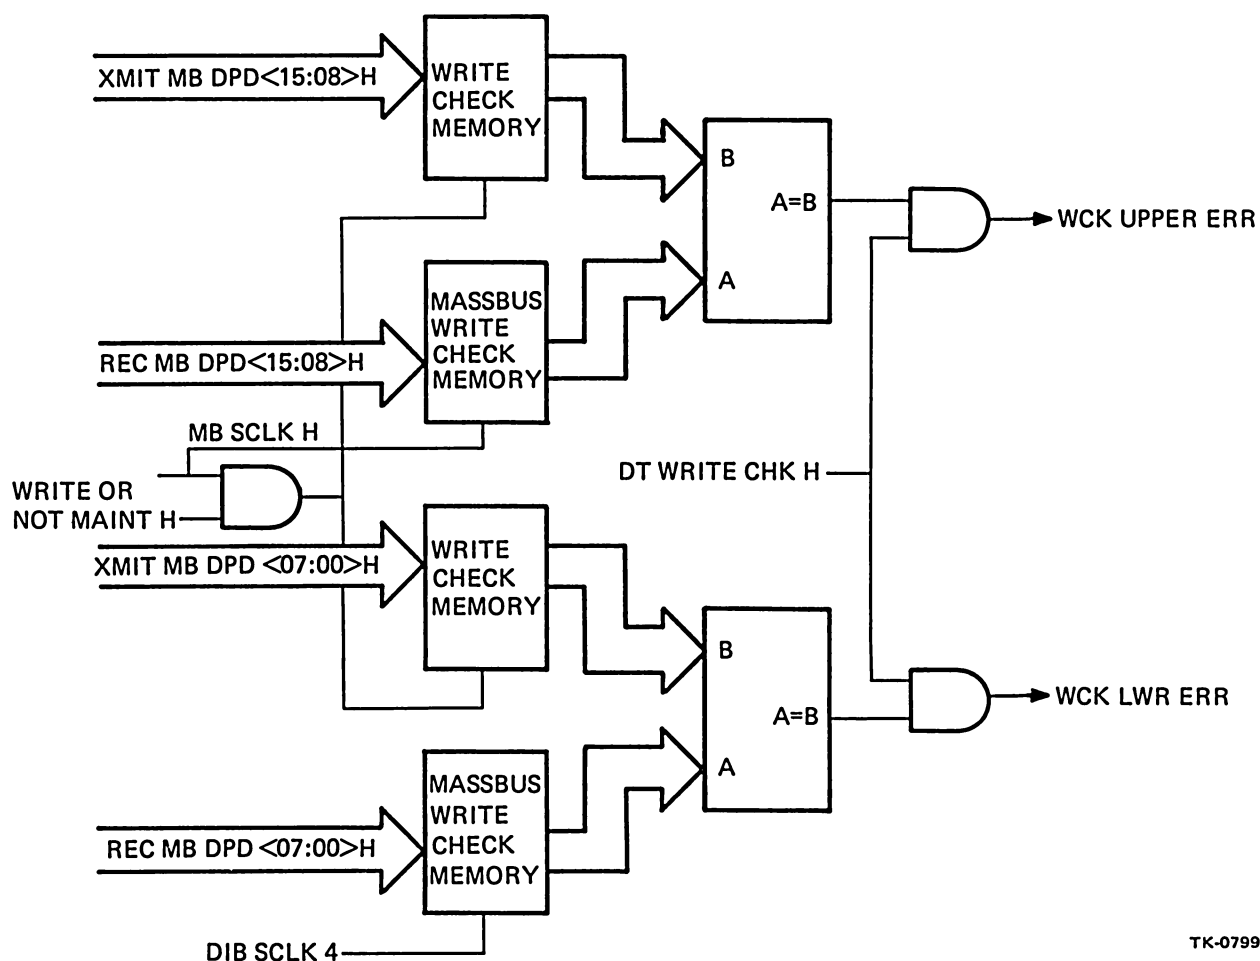 XMIT MB DPD<15:08>H
WRITE
CHECK
MEMORY
B
A=B
A
WCK UPPER ERR
MASSBUS
WRITE
CHECK
MEMORY
REC MB DPD<15:08>H
MB SCLK H
WRITE OR
NOT MAINT H
DT WRITE CHK H
XMIT MB DPD <07:00>H
WRITE
CHECK
MEMORY
B
A=B
A
WCK LWR ERR
MASSBUS
WRITE
CHECK
MEMORY
REC MB DPD <07:00>H
DIB SCLK 4
TK-0799